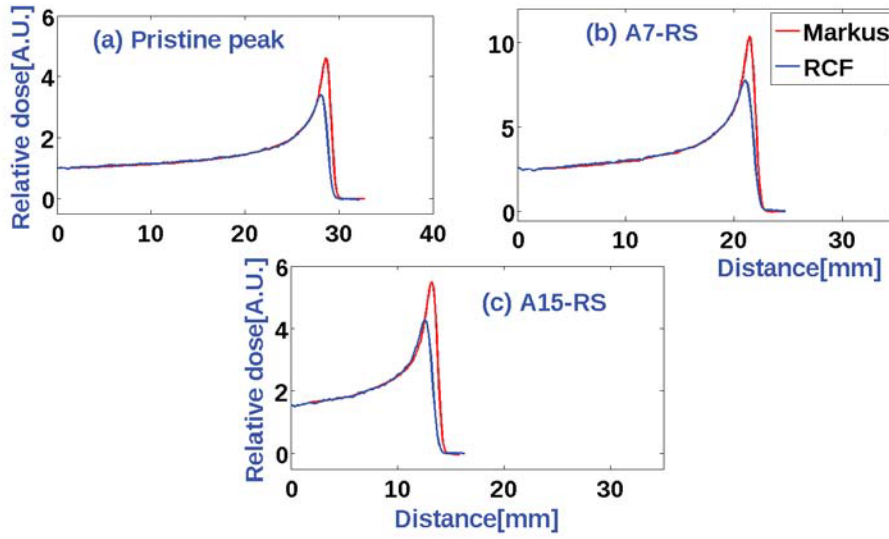 (a) Pristine peak
Relative dose[A.U.]
6
4
2
0
0 10 20 30 40
(b) A7-RS
Markus
RCF
10
5
0
0 10 20 30
Distance[mm]
(c) A15-RS
Relative dose[A.U.]
6
4
2
0
0 10 20 30
Distance[mm]